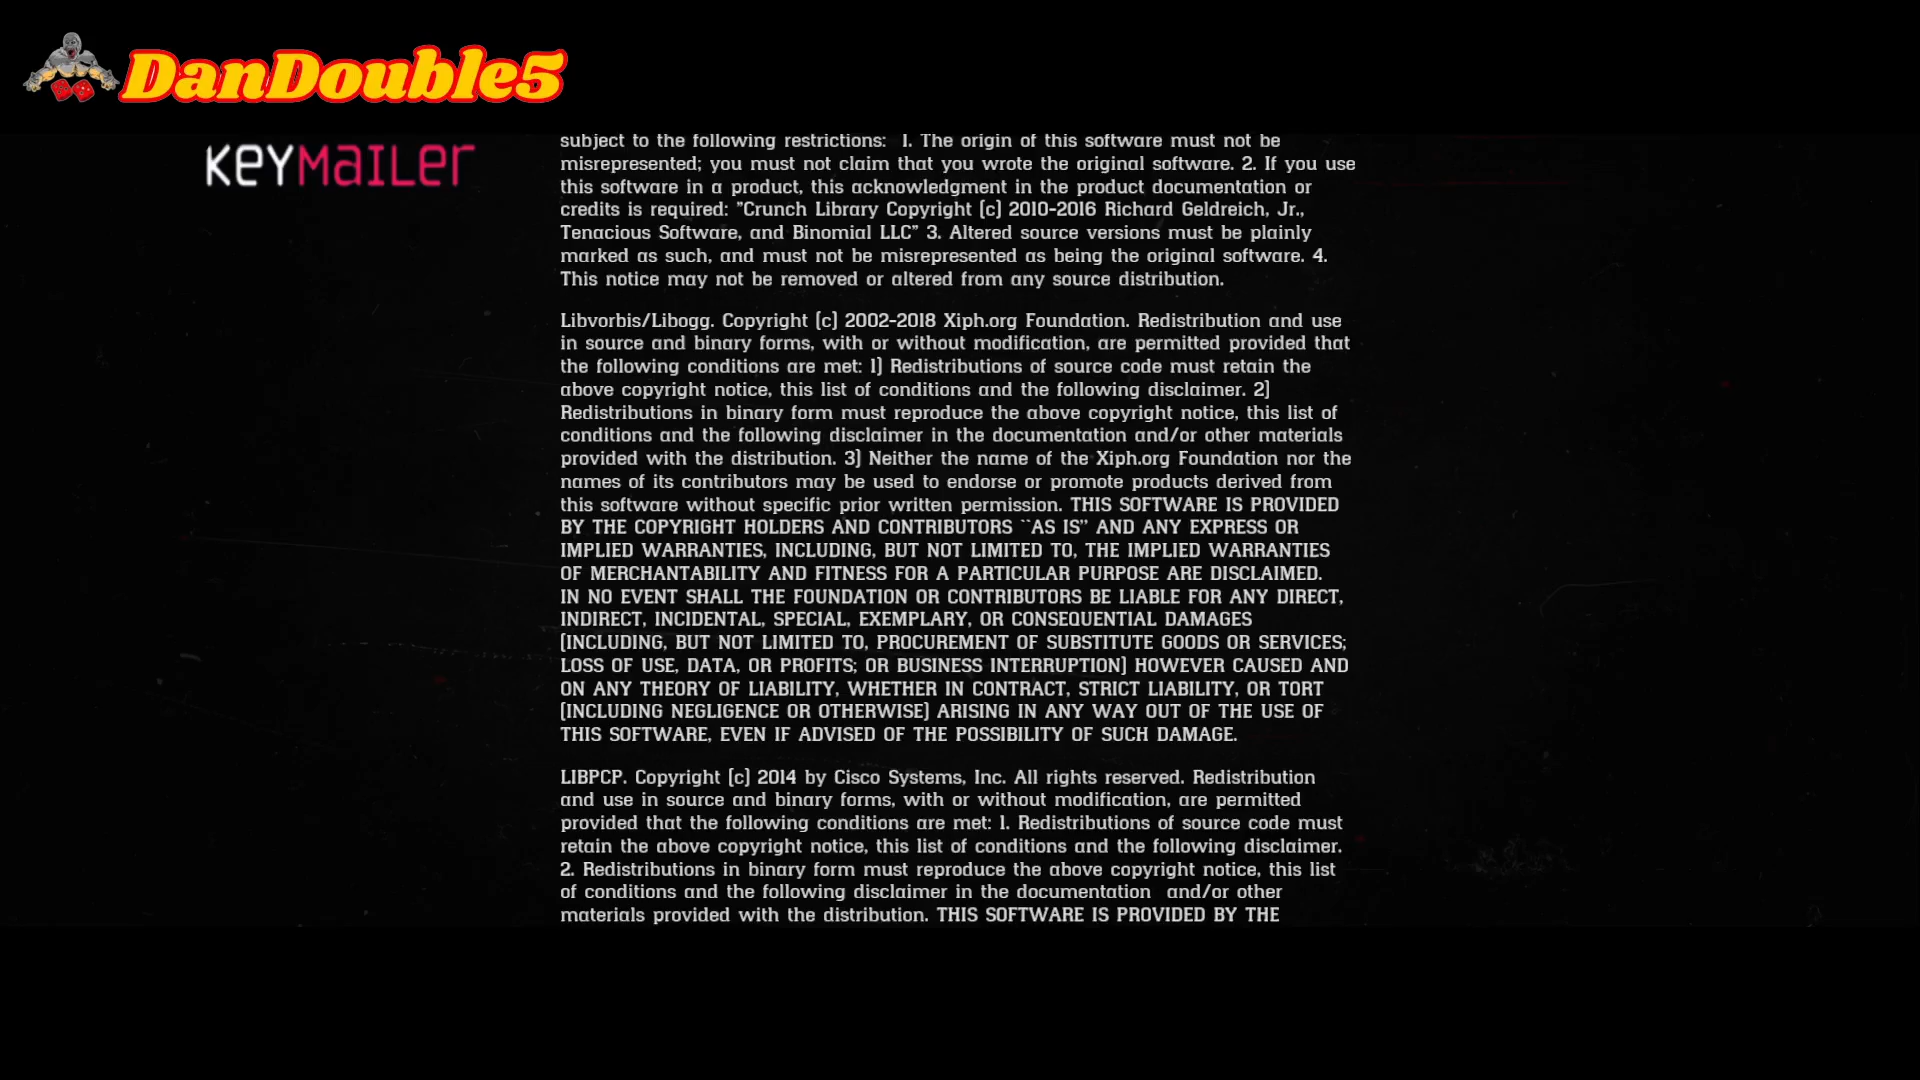 DanDouble5
KEYMAILER
subject to the following restrictions:  1. The origin of this software must not be
misrepresented; you must not claim that you wrote the original software. 2. If you use
this software in a product, this acknowledgment in the product documentation or
credits is required: "Crunch Library Copyright (c) 2010-2016 Richard Geldreich, Jr.,
Tenacious Software, and Binomial LLC" 3. Altered source versions must be plainly
marked as such, and must not be misrepresented as being the original software. 4.
This notice may not be removed or altered from any source distribution.
Libvorbis/Libogg. Copyright (c) 2002-2018 Xiph.org Foundation. Redistribution and use
in source and binary forms, with or without modification, are permitted provided that
the following conditions are met: 1) Redistributions of source code must retain the
above copyright notice, this list of conditions and the following disclaimer. 2)
Redistributions in binary form must reproduce the above copyright notice, this list of
conditions and the following disclaimer in the documentation and/or other materials
provided with the distribution. 3) Neither the name of the Xiph.org Foundation nor the
names of its contributors may be used to endorse or promote products derived from
this software without specific prior written permission. THIS SOFTWARE IS PROVIDED
BY THE COPYRIGHT HOLDERS AND CONTRIBUTORS ``AS IS'' AND ANY EXPRESS OR
IMPLIED WARRANTIES, INCLUDING, BUT NOT LIMITED TO, THE IMPLIED WARRANTIES
OF MERCHANTABILITY AND FITNESS FOR A PARTICULAR PURPOSE ARE DISCLAIMED.
IN NO EVENT SHALL THE FOUNDATION OR CONTRIBUTORS BE LIABLE FOR ANY DIRECT,
INDIRECT, INCIDENTAL, SPECIAL, EXEMPLARY, OR CONSEQUENTIAL DAMAGES
(INCLUDING, BUT NOT LIMITED TO, PROCUREMENT OF SUBSTITUTE GOODS OR SERVICES;
LOSS OF USE, DATA, OR PROFITS; OR BUSINESS INTERRUPTION) HOWEVER CAUSED AND
ON ANY THEORY OF LIABILITY, WHETHER IN CONTRACT, STRICT LIABILITY, OR TORT
(INCLUDING NEGLIGENCE OR OTHERWISE) ARISING IN ANY WAY OUT OF THE USE OF
THIS SOFTWARE, EVEN IF ADVISED OF THE POSSIBILITY OF SUCH DAMAGE.
LIBPCP. Copyright (c) 2014 by Cisco Systems, Inc. All rights reserved. Redistribution
and use in source and binary forms, with or without modification, are permitted
provided that the following conditions are met: 1. Redistributions of source code must
retain the above copyright notice, this list of conditions and the following disclaimer.
2. Redistributions in binary form must reproduce the above copyright notice, this list
of conditions and the following disclaimer in the documentation  and/or other
materials provided with the distribution. THIS SOFTWARE IS PROVIDED BY THE